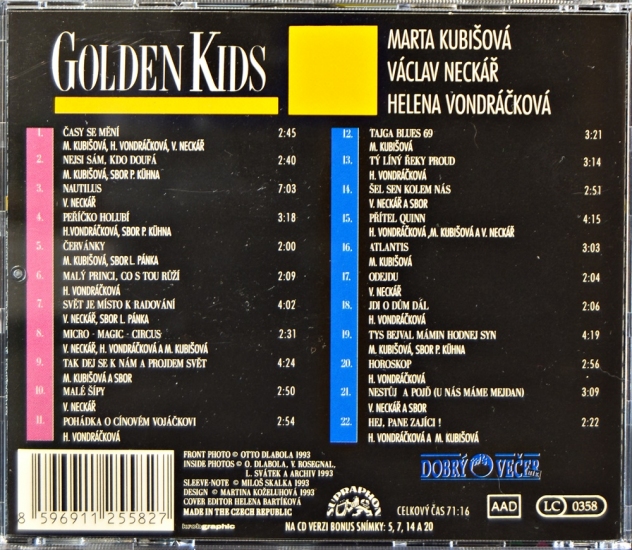 GOLDEN KIDS
MARTA KUBIŠOVÁ
VÁCLAV NECKÁŘ
HELENA VONDRÁČKOVÁ
1. ČASY SE MĚNÍ 2:45
M. KUBIŠOVÁ, H. VONDRÁČKOVÁ, V. NECKÁŘ
2. NEJSI SÁM, KDO DOUFÁ 2:40
M. KUBIŠOVÁ, SBOR P. KÜHNA
3. NAUTILUS 7:03
V. NECKÁŘ
4. PEŘÍČKO HOLUBÍ 3:18
H.VONDRÁČKOVÁ, SBOR P. KÜHNA
5. ČERVÁNKY 2:00
M. KUBIŠOVÁ, SBOR L. PÁNKA
6. MALÝ PRINCI, CO S TOU RŮŽÍ 2:09
H.VONDRÁČKOVÁ
7. SVĚT JE MÍSTO K RADOVÁNÍ 4:02
V. NECKÁŘ, SBOR L. PÁNKA
8. MICRO · MAGIC · CIRCUS 2:31
V. NECKÁŘ, H. VONDRÁČKOVÁ A M. KUBIŠOVÁ
9. TAK DEJ SE K NÁM A PROJDEM SVĚT 4:24
M. KUBIŠOVÁ A SBOR
10. MALÉ ŠÍPY 2:50
V. NECKÁŘ
11. POHÁDKA O CÍNOVÉM VOJÁČKOVI 2:54
H. VONDRÁČKOVÁ
12. TAJGA BLUES 69 3:21
M. KUBIŠOVÁ
13. TÝ LÍNÝ ŘEKY PROUD 3:14
H. VONDRÁČKOVÁ
14. ŠEL SEN KOLEM NÁS 2:51
V. NECKÁŘ A SBOR
15. PŘÍTEL QUINN 4:15
H. VONDRÁČKOVÁ ,M. KUBIŠOVÁ A V. NECKÁŘ
16. ATLANTIS 3:03
M. KUBIŠOVÁ
17. ODEJDU 2:04
V. NECKÁŘ
18. JDI O DŮM DÁL 2:06
H. VONDRÁČKOVÁ
19. TYS BEJVAL MÁMIN HODNEJ SYN 4:19
M. KUBIŠOVÁ, SBOR P. KÜHNA
20. HOROSKOP 2:56
H. VONDRÁČKOVÁ
21. NESTŮJ A POJĎ (U NÁS MÁME MEJDAN) 3:09
V. NECKÁŘ A SBOR
22. HEJ, PANE ZAJÍCI ! 2:22
H. VONDRÁČKOVÁ A M. KUBIŠOVÁ
8 596911 255827
FRONT PHOTO © OTTO DLABOLA 1993
INSIDE PHOTOS © O. DLABOLA, V. ROSEGNAL,
L. SVÁTEK A ARCHIV 1993
SLEEVE-NOTE © MILOŠ SKALKA 1993
DESIGN © MARTINA KOŽELUHOVÁ 1993
COVER EDITOR HELENA BARTÍKOVÁ
MADE IN THE CZECH REPUBLIC
SUPRAPHON
DOBRÝ VEČER
CELKOVÝ ČAS 71:16
AAD
LC 0358
NA CD VERZI BONUS SNÍMKY: 5, 7, 14 A 20